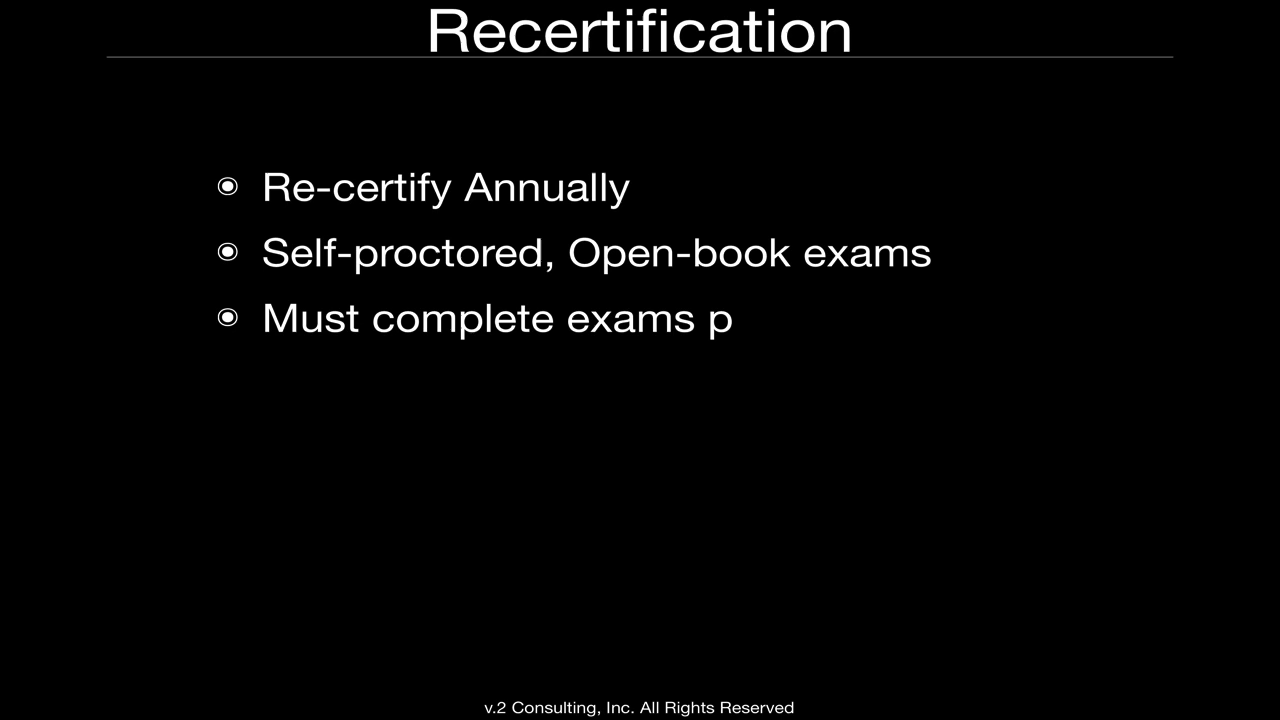 Recertification
Re-certify Annually
Self-proctored, Open-book exams
Must complete exams p
v.2 Consulting, Inc. All Rights Reserved